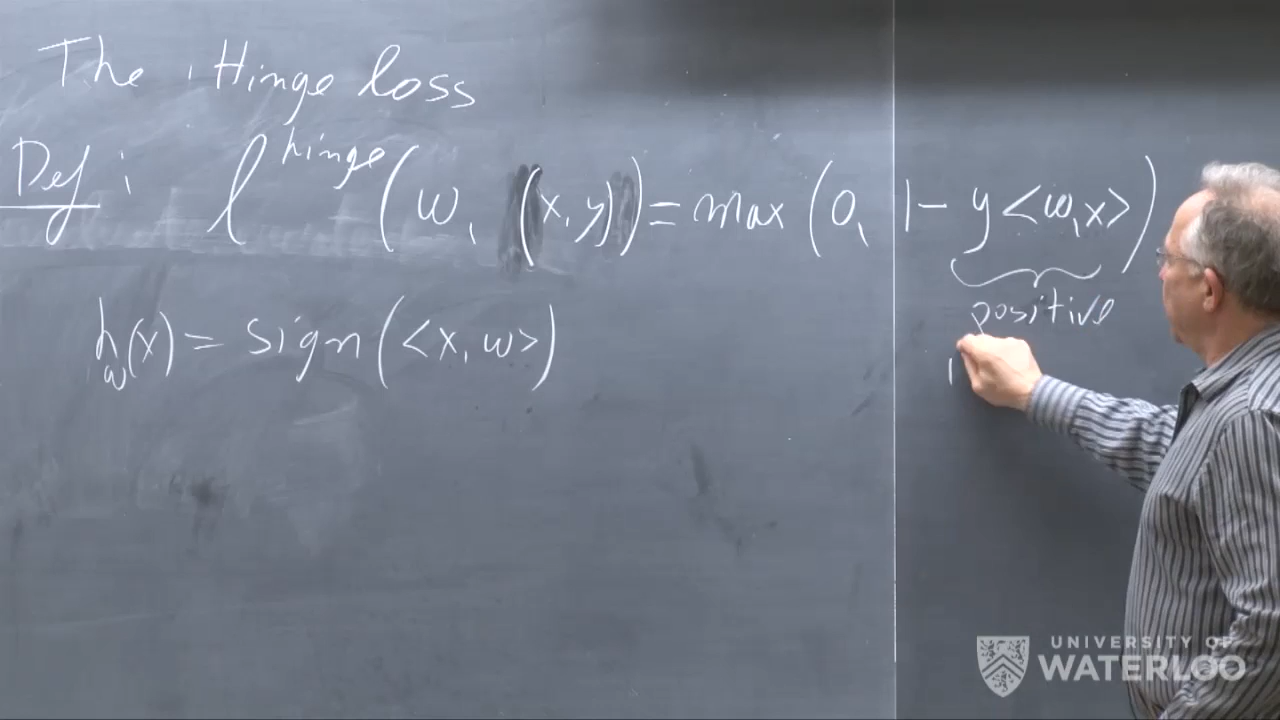 The Hinge loss
Def: l^hinge (w, (x,y)) = max (0, 1 - y <w,x>)
positive
h_w(x) = sign (<x, w>)
UNIVERSITY OF
WATERLOO